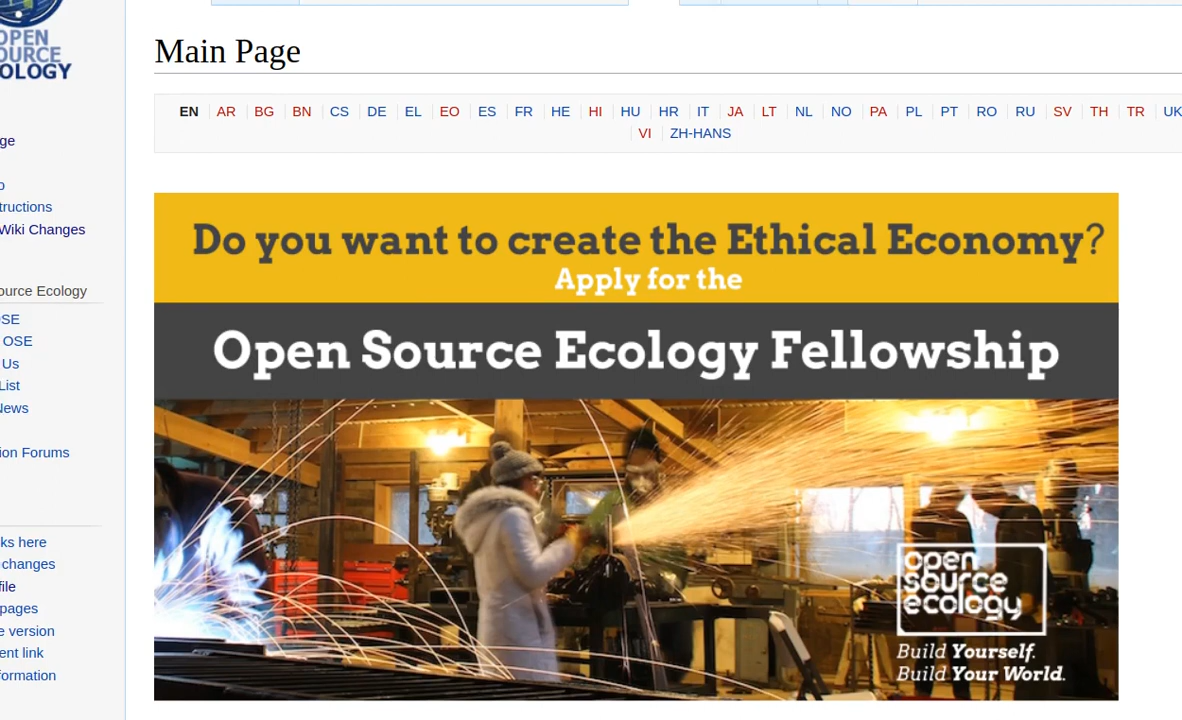 OPEN
SOURCE
ECOLOGY
Main Page
EN AR BG BN CS DE EL EO ES FR HE HI HU HR IT JA LT NL NO PA PL PT RO RU SV TH TR UK
VI ZH-HANS
ge
o
tructions
Wiki Changes
ource Ecology
OSE
OSE
Us
List
News
ion Forums
ks here
changes
file
pages
e version
ent link
formation
Do you want to create the Ethical Economy?
Apply for the
Open Source Ecology Fellowship
open
source
ecology
Build Yourself.
Build Your World.